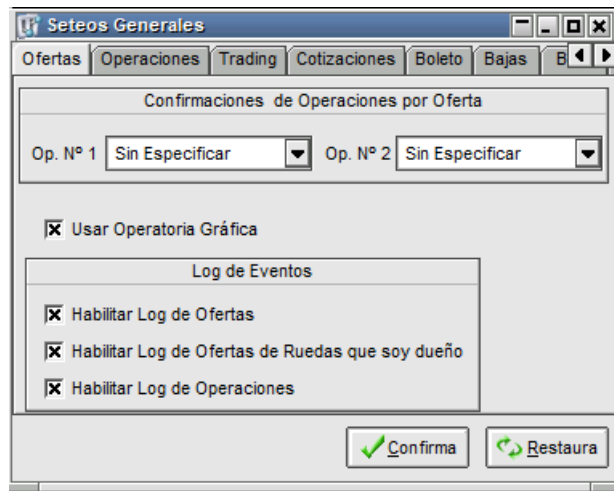 Seteos Generales
Ofertas Operaciones Trading Cotizaciones Boleto Bajas B
Confirmaciones de Operaciones por Oferta
Op. Nº 1 Sin Especificar Op. Nº 2 Sin Especificar
Usar Operatoria Gráfica
Log de Eventos
Habilitar Log de Ofertas
Habilitar Log de Ofertas de Ruedas que soy dueño
Habilitar Log de Operaciones
Confirma Restaura